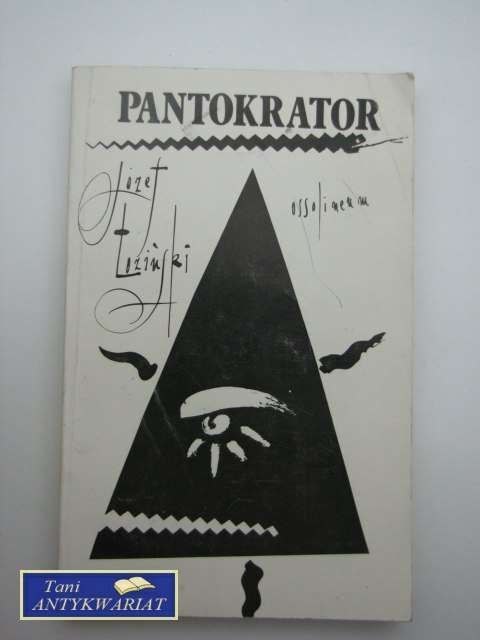 PANTOKRATOR
Józef
Łoziński
ossolineum
Tani
ANTYKWARIAT